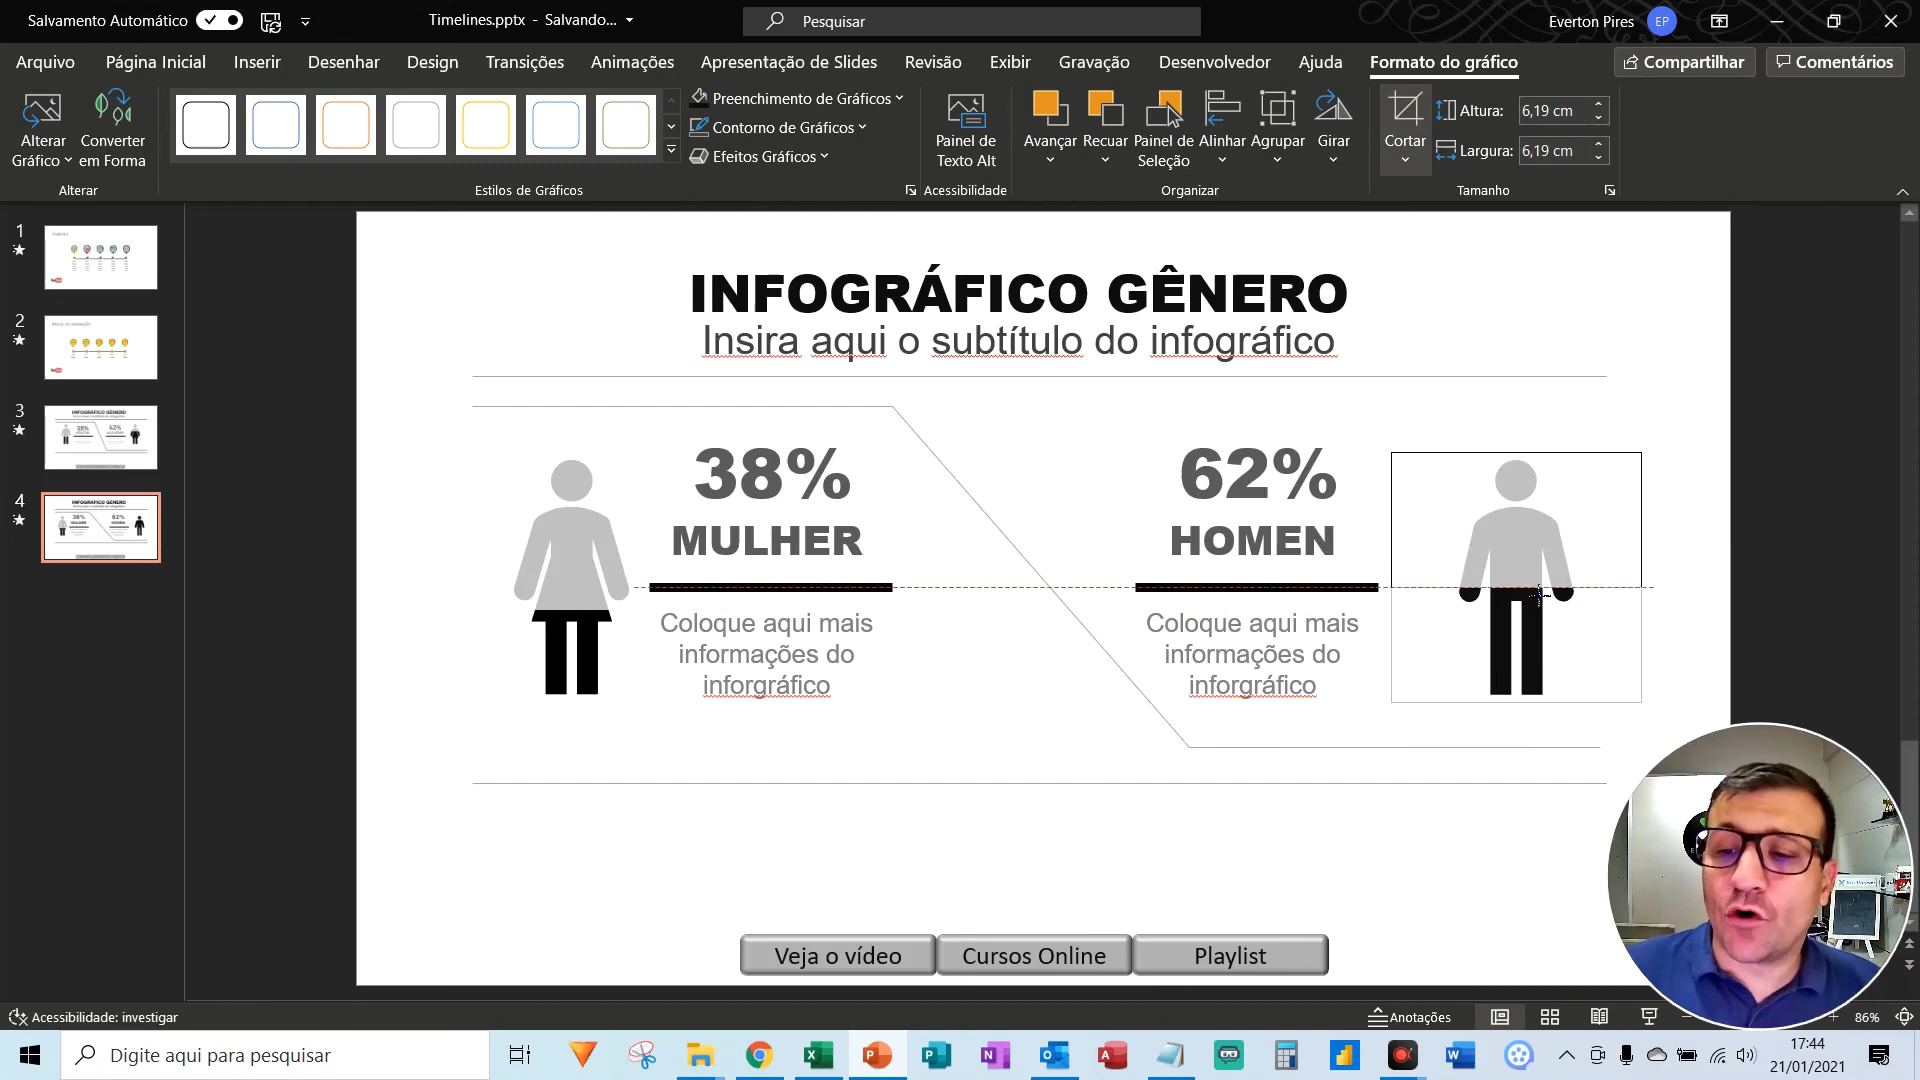 Salvamento Automático
Timelines.pptx - Salvando...
Pesquisar
Everton Pires
EP
Arquivo
Página Inicial
Inserir
Desenhar
Design
Transições
Animações
Apresentação de Slides
Revisão
Exibir
Gravação
Desenvolvedor
Ajuda
Formato do gráfico
Compartilhar
Comentários
Alterar
Gráfico
Converter
em Forma
Alterar
Preenchimento de Gráficos
Contorno de Gráficos
Efeitos Gráficos
Estilos de Gráficos
Painel de
Texto Alt
Acessibilidade
Avançar
Recuar
Painel de
Seleção
Alinhar
Agrupar
Girar
Organizar
Cortar
Altura:
6,19 cm
Largura:
6,19 cm
Tamanho
1
2
3
4
INFOGRÁFICO GÊNERO
Insira aqui o subtítulo do infográfico
38%
MULHER
Coloque aqui mais
informações do
inforgráfico
62%
HOMEN
Coloque aqui mais
informações do
inforgráfico
Veja o vídeo
Cursos Online
Playlist
Acessibilidade: investigar
Anotações
86%
Digite aqui para pesquisar
17:44
21/01/2021